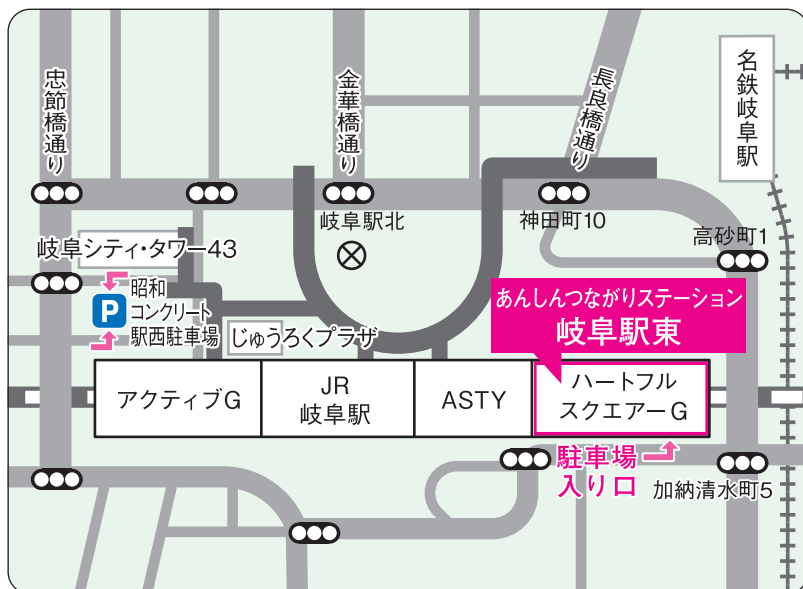 忠節橋通り
金華橋通り
長良橋通り
名鉄岐阜駅
岐阜駅北
神田町10
高砂町1
岐阜シティ・タワー43
P
昭和
コンクリート
駅西駐車場
じゅうろくプラザ
あんしんつながりステーション
岐阜駅東
アクティブG
JR
岐阜駅
ASTY
ハートフル
スクエアーG
駐車場
入り口
加納清水町5